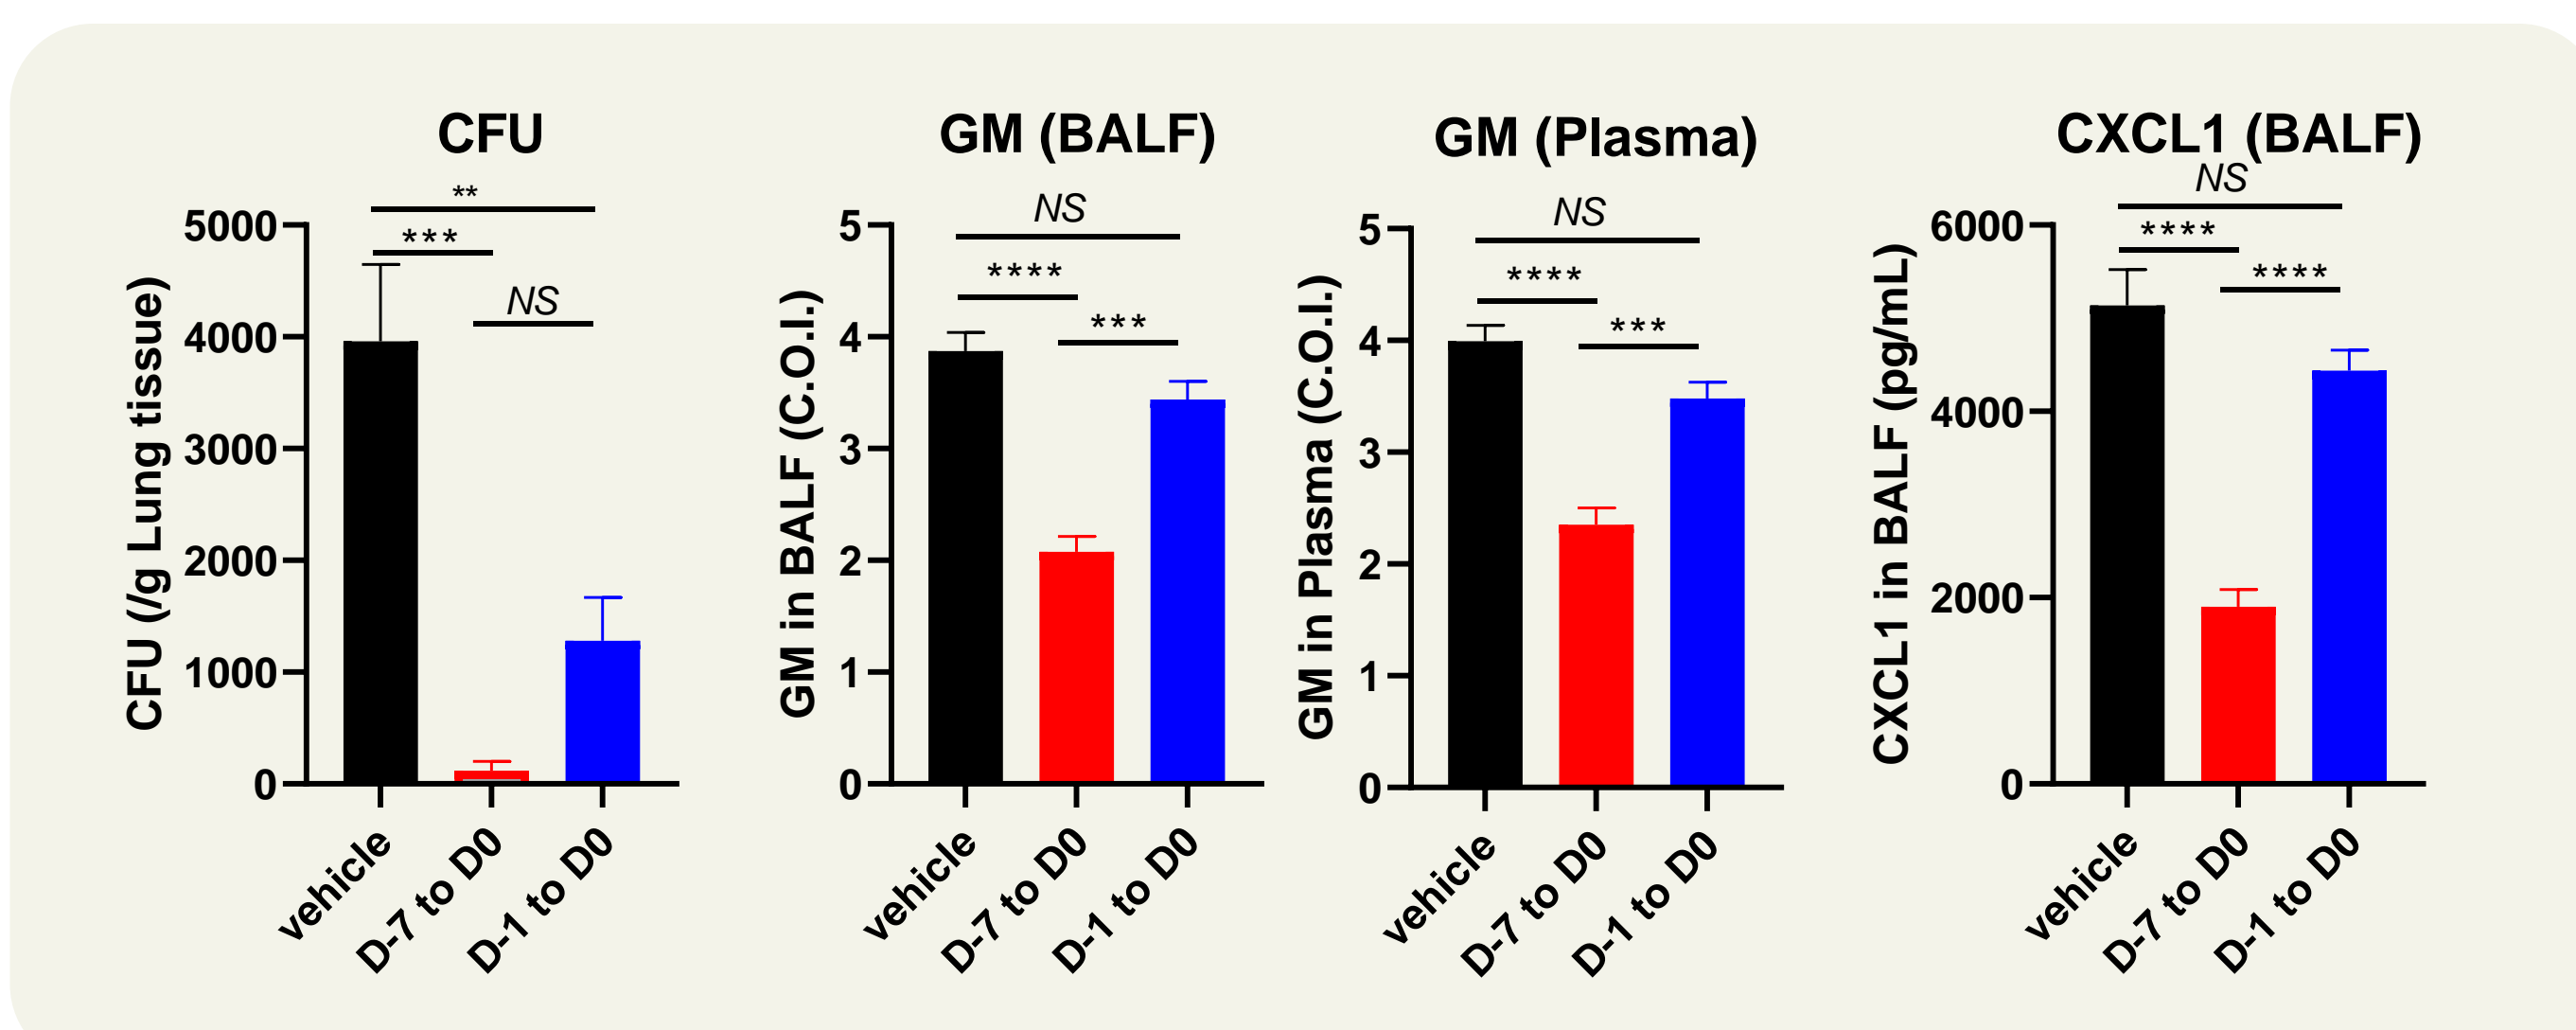 CFU
**
***
NS
5000
4000
3000
2000
1000
0
CFU (/g Lung tissue)
vehicle
D-7 to D0
D-1 to D0
GM (BALF)
NS
****
***
5
4
3
2
1
0
GM in BALF (C.O.I.)
vehicle
D-7 to D0
D-1 to D0
GM (Plasma)
NS
****
***
5
4
3
2
1
0
GM in Plasma (C.O.I.)
vehicle
D-7 to D0
D-1 to D0
CXCL1 (BALF)
NS
****
****
6000
4000
2000
0
CXCL1 in BALF (pg/mL)
vehicle
D-7 to D0
D-1 to D0